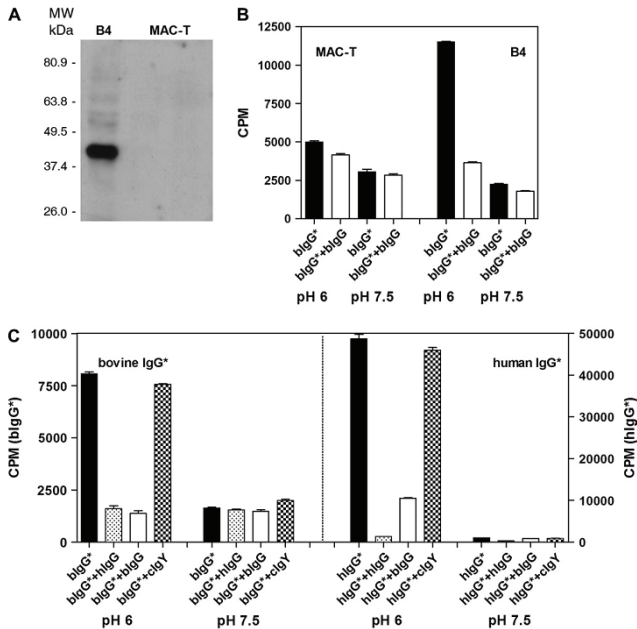 A
MW
kDa
B4
MAC-T
80.9 -
63.8 -
49.5 -
37.4 -
26.0 -
B
12500
10000
7500
5000
2500
0
CPM
MAC-T
B4
bIgG*
bIgG*+bIgG
bIgG*
bIgG*+bIgG
bIgG*
bIgG*+bIgG
bIgG*
bIgG*+bIgG
pH 6
pH 7.5
pH 6
pH 7.5
C
10000
7500
5000
2500
0
CPM (bIgG*)
bovine IgG*
human IgG*
50000
40000
30000
20000
10000
0
CPM (hIgG*)
bIgG*
bIgG*+hIgG
bIgG*+bIgG
bIgG*+cIgY
bIgG*
bIgG*+hIgG
bIgG*+bIgG
bIgG*+cIgY
hIgG*
hIgG*+hIgG
hIgG*+bIgG
hIgG*+cIgY
hIgG*
hIgG*+hIgG
hIgG*+bIgG
hIgG*+cIgY
pH 6
pH 7.5
pH 6
pH 7.5